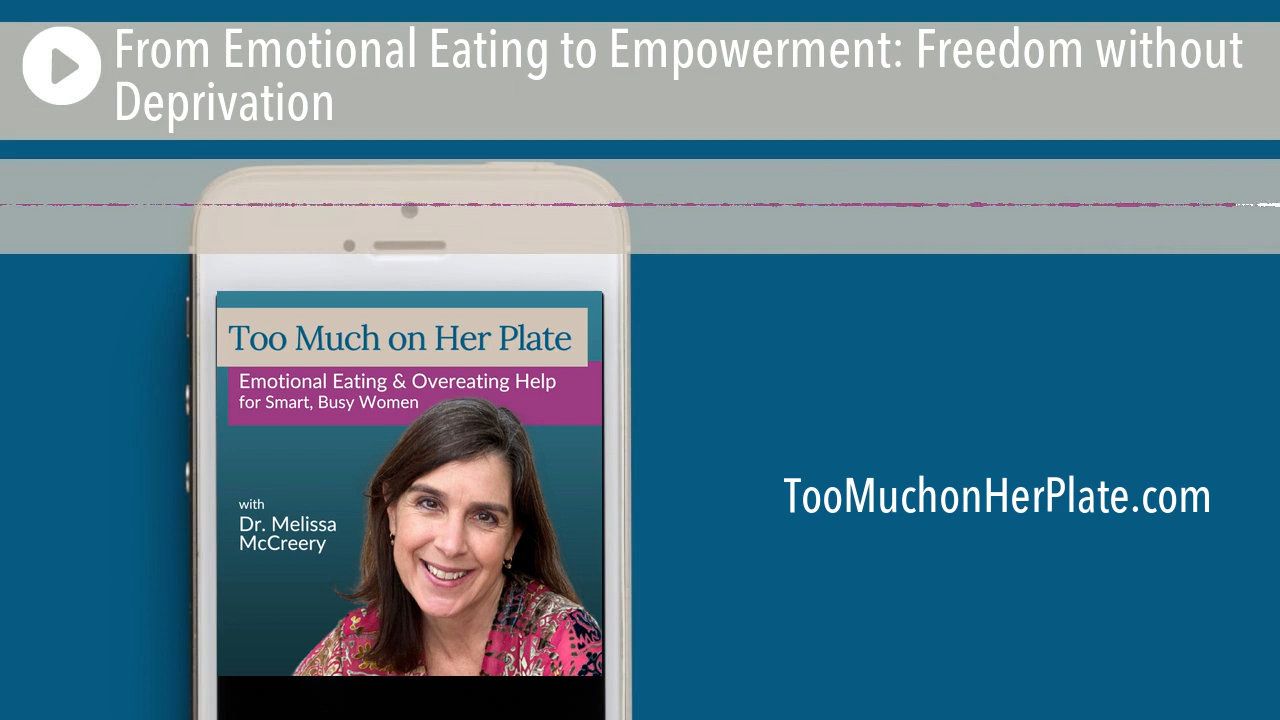 From Emotional Eating to Empowerment: Freedom without
Deprivation
Too Much on Her Plate
Emotional Eating & Overeating Help
for Smart, Busy Women
with
Dr. Melissa
McCreery
TooMuchonHerPlate.com